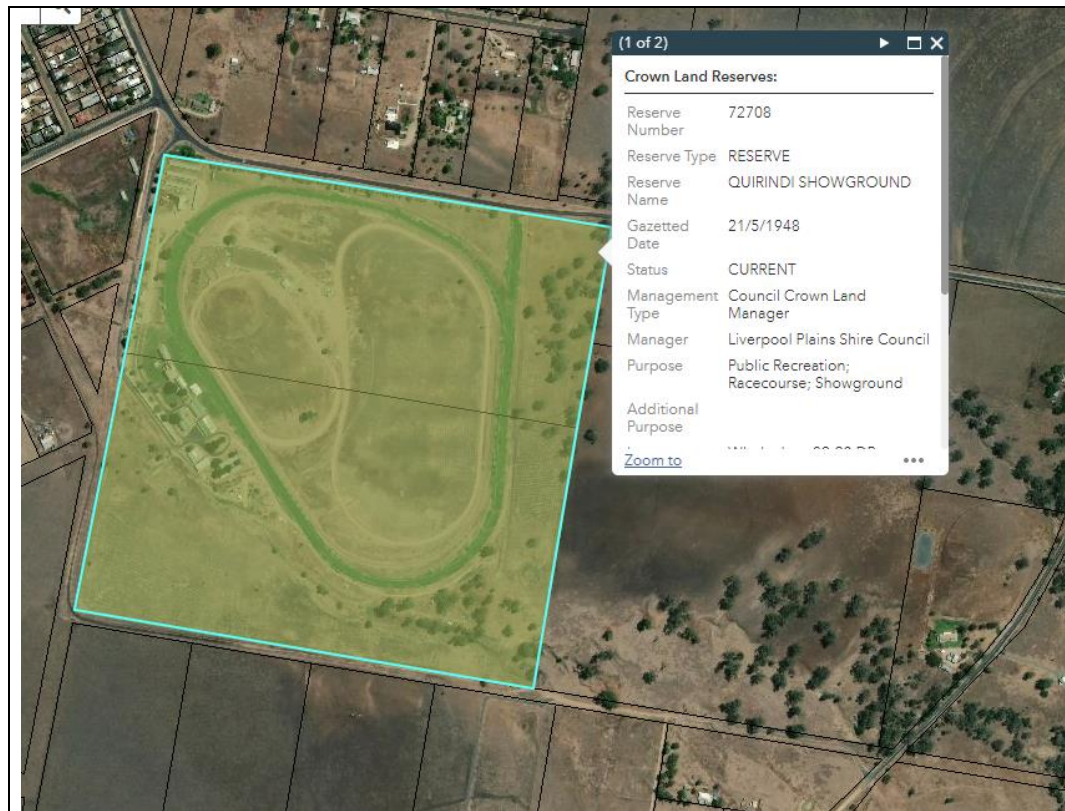 (1 of 2)
Crown Land Reserves:
Reserve Number 72708
Reserve Type RESERVE
Reserve Name QUIRINDI SHOWGROUND
Gazetted Date 21/5/1948
Status CURRENT
Management Type Council Crown Land Manager
Manager Liverpool Plains Shire Council
Purpose Public Recreation; Racecourse; Showground
Additional Purpose
Zoom to